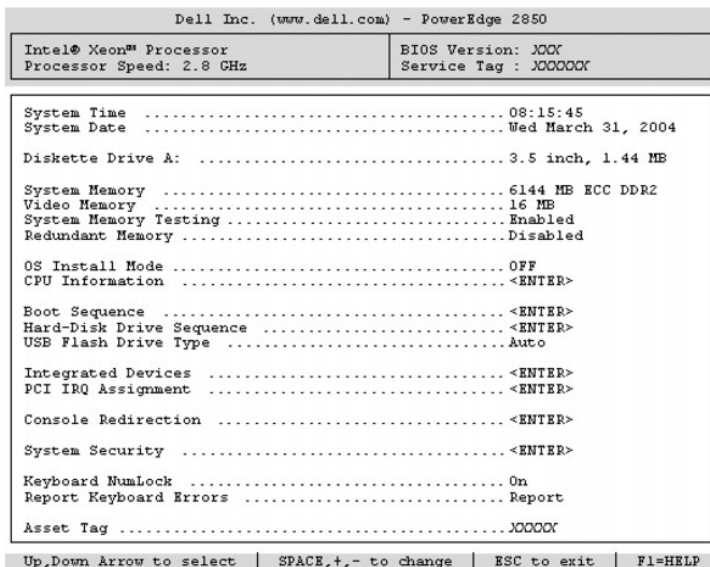 Dell Inc. (www.dell.com) - PowerEdge 2850
Intel® Xeon™ Processor
Processor Speed: 2.8 GHz
BIOS Version: XXX
Service Tag : XXXXXX
System Time ........................................ 08:15:45
System Date ........................................ Wed March 31, 2004
Diskette Drive A: .................................. 3.5 inch, 1.44 MB
System Memory ...................................... 6144 MB ECC DDR2
Video Memory ....................................... 16 MB
System Memory Testing .............................. Enabled
Redundant Memory ................................... Disabled
OS Install Mode .................................... OFF
CPU Information .................................... <ENTER>
Boot Sequence ...................................... <ENTER>
Hard-Disk Drive Sequence ........................... <ENTER>
USB Flash Drive Type ............................... Auto
Integrated Devices ................................. <ENTER>
PCI IRQ Assignment ................................. <ENTER>
Console Redirection ................................ <ENTER>
System Security .................................... <ENTER>
Keyboard NumLock ................................... On
Report Keyboard Errors ............................. Report
Asset Tag .......................................... XXXXX
Up,Down Arrow to select | SPACE,+,- to change | ESC to exit | F1=HELP